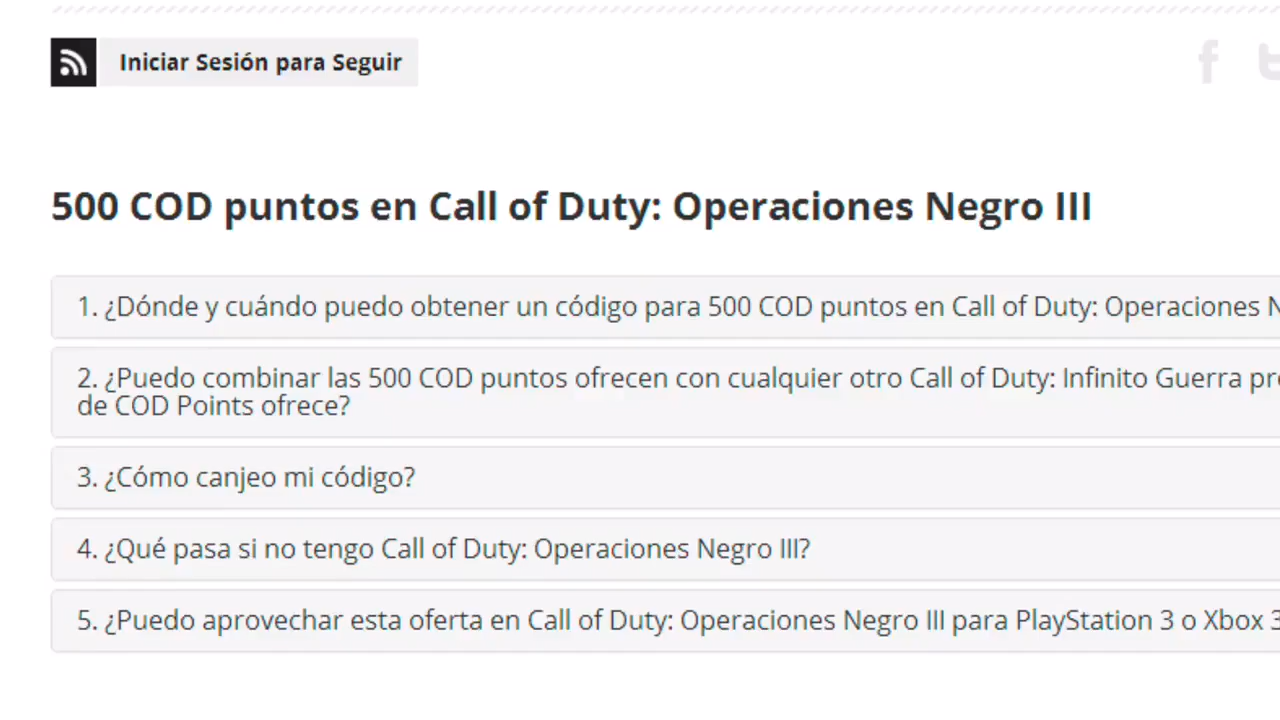 Iniciar Sesión para Seguir
500 COD puntos en Call of Duty: Operaciones Negro III
1. ¿Dónde y cuándo puedo obtener un código para 500 COD puntos en Call of Duty: Operaciones
2. ¿Puedo combinar las 500 COD puntos ofrecen con cualquier otro Call of Duty: Infinito Guerra
de COD Points ofrece?
3. ¿Cómo canjeo mi código?
4. ¿Qué pasa si no tengo Call of Duty: Operaciones Negro III?
5. ¿Puedo aprovechar esta oferta en Call of Duty: Operaciones Negro III para PlayStation 3 o Xbox